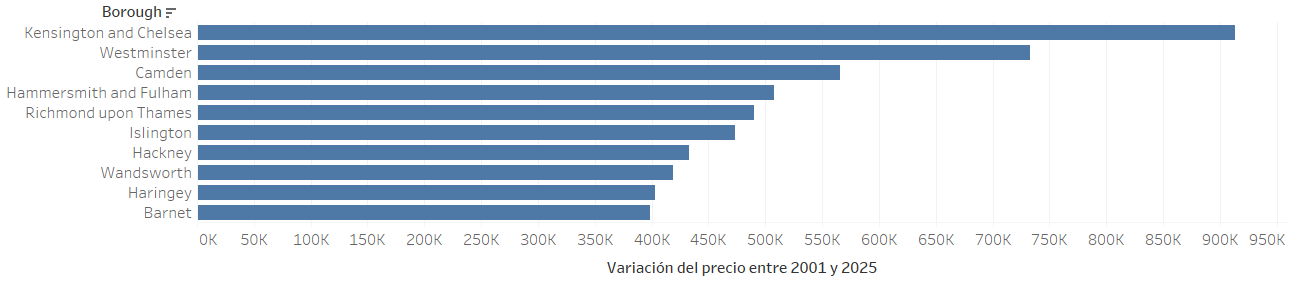 Borough
Kensington and Chelsea
Westminster
Camden
Hammersmith and Fulham
Richmond upon Thames
Islington
Hackney
Wandsworth
Haringey
Barnet
0K 50K 100K 150K 200K 250K 300K 350K 400K 450K 500K 550K 600K 650K 700K 750K 800K 850K 900K 950K
Variación del precio entre 2001 y 2025